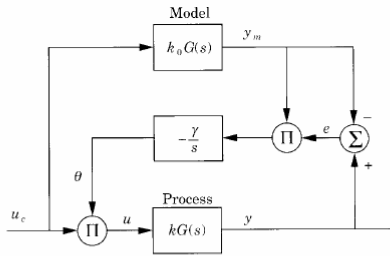 Model
k₀G(s)
yₘ
−
−γ/s
Π
e
Σ
+
θ
Process
u_c
Π
u
kG(s)
y